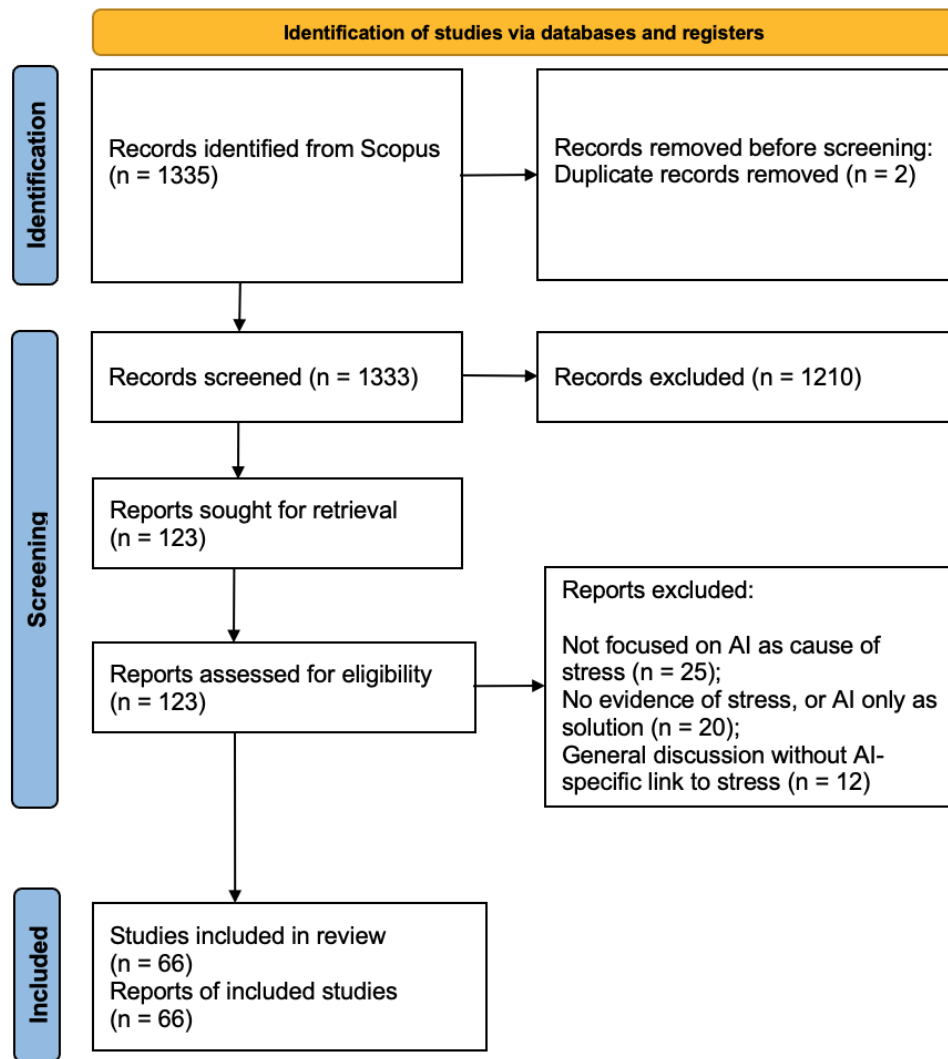 Identification of studies via databases and registers
Identification
Records identified from Scopus
(n = 1335)
Records removed before screening:
Duplicate records removed (n = 2)
Screening
Records screened (n = 1333)
Records excluded (n = 1210)
Reports sought for retrieval
(n = 123)
Reports assessed for eligibility
(n = 123)
Reports excluded:
Not focused on AI as cause of
stress (n = 25);
No evidence of stress, or AI only as
solution (n = 20);
General discussion without AI-
specific link to stress (n = 12)
Included
Studies included in review
(n = 66)
Reports of included studies
(n = 66)